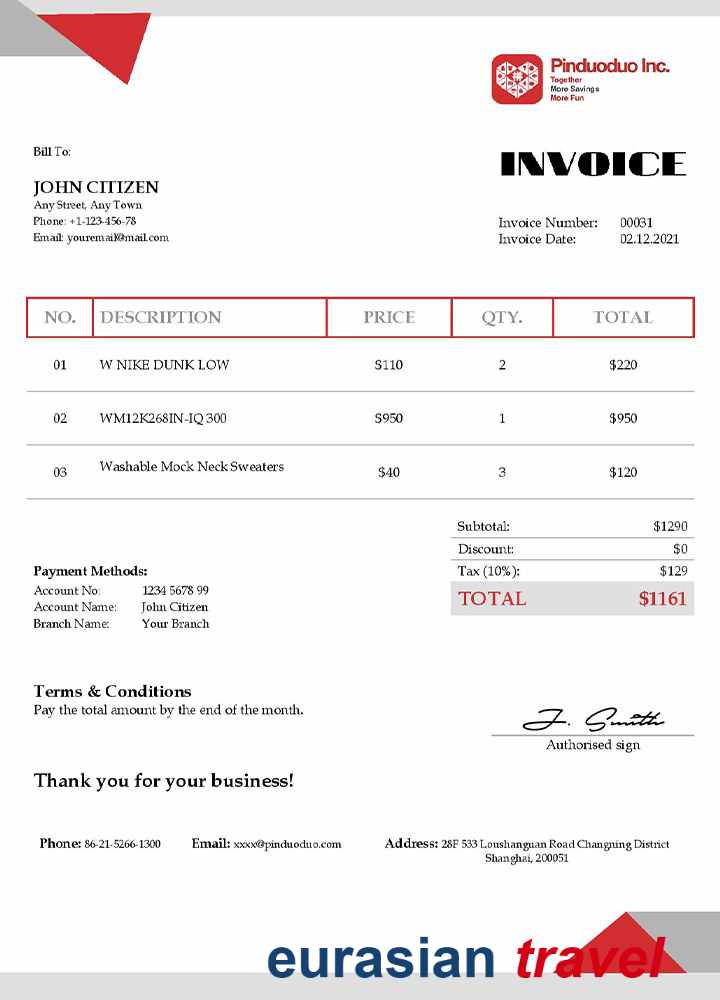 Pinduoduo Inc.
Together
More Savings
More Fun
Bill To:
INVOICE
JOHN CITIZEN
Any Street, Any Town
Phone: +1-123-456-78
Email: youremail@mail.com
Invoice Number: 00031
Invoice Date: 02.12.2021
NO. DESCRIPTION PRICE QTY. TOTAL
01 W NIKE DUNK LOW $110 2 $220
02 WM12K268IN-IQ 300 $950 1 $950
03 Washable Mock Neck Sweaters $40 3 $120
Subtotal: $1290
Discount: $0
Tax (10%): $129
TOTAL $1161
Payment Methods:
Account No: 1234 5678 99
Account Name: John Citizen
Branch Name: Your Branch
Terms & Conditions
Pay the total amount by the end of the month.
J. Smith
Authorised sign
Thank you for your business!
Phone: 86-21-5266-1300 Email: xxxx@pinduoduo.com Address: 28F 533 Loushanguan Road Changning District
Shanghai, 200051
eurasian travel